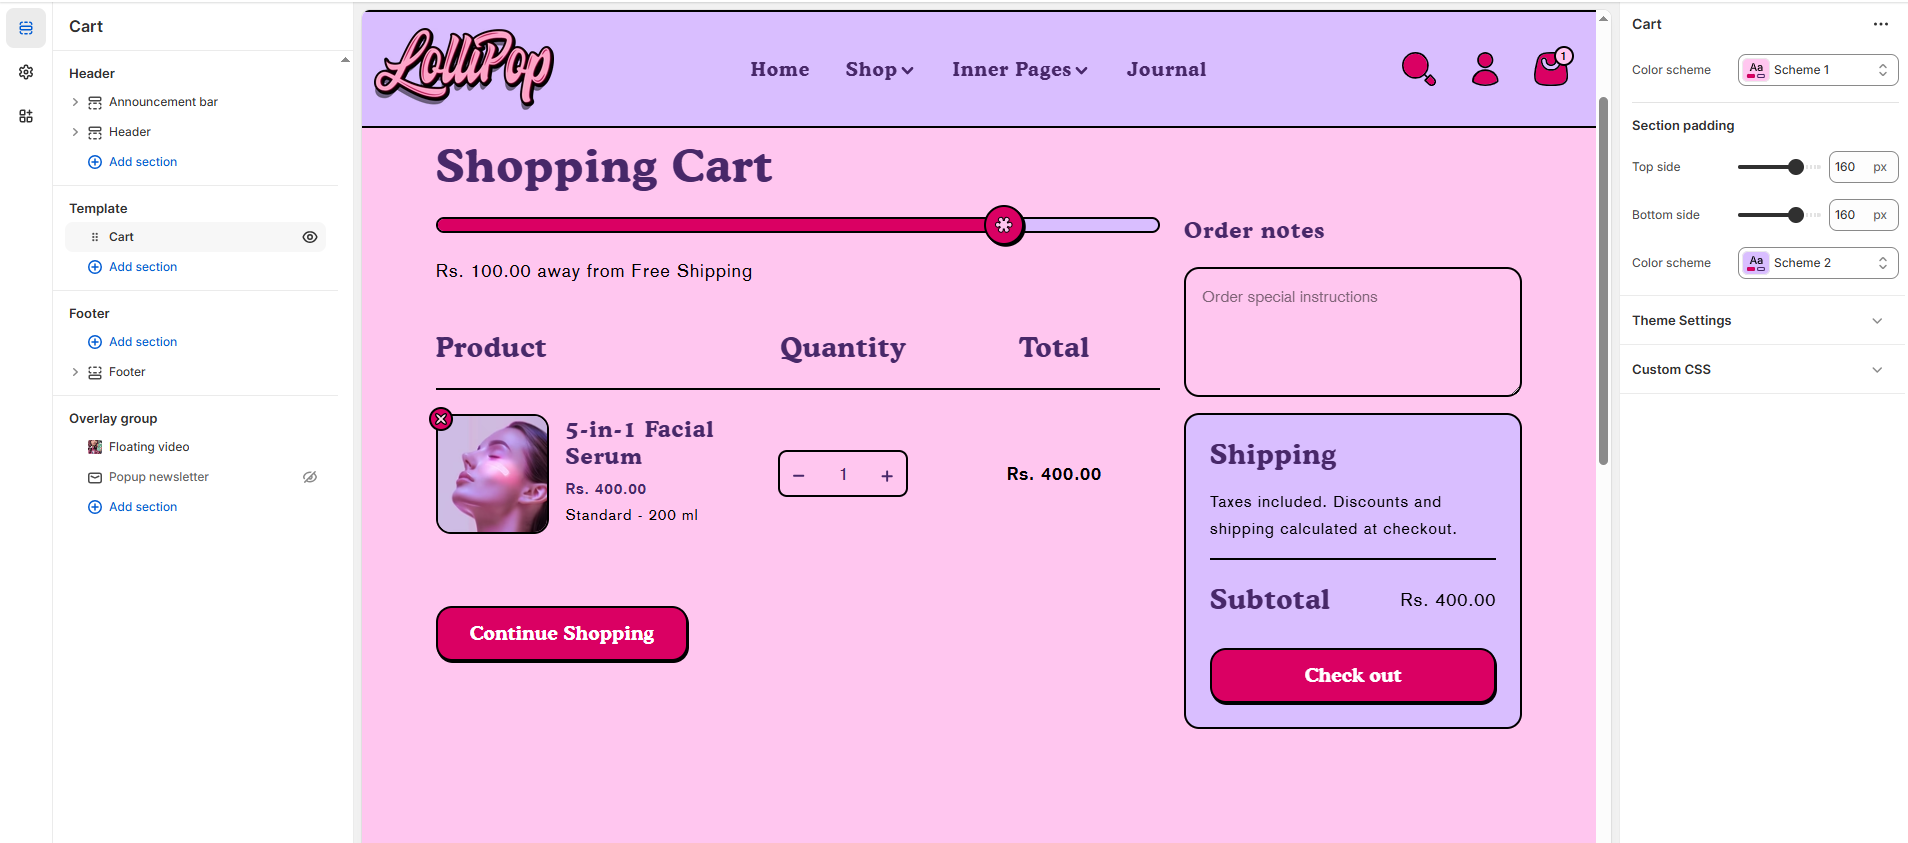 Cart
Header
Announcement bar
Header
Add section
Template
Cart
Add section
Footer
Add section
Footer
Overlay group
Floating video
Popup newsletter
Add section
LolliPop
Home
Shop
Inner Pages
Journal
1
Shopping Cart
Rs. 100.00 away from Free Shipping
Product
Quantity
Total
5-in-1 Facial
Serum
Rs. 400.00
Standard - 200 ml
− 1 +
Rs. 400.00
Continue Shopping
Order notes
Order special instructions
Shipping
Taxes included. Discounts and
shipping calculated at checkout.
Subtotal
Rs. 400.00
Check out
Cart
Color scheme
Aa
Scheme 1
Section padding
Top side
160 px
Bottom side
160 px
Color scheme
Aa
Scheme 2
Theme Settings
Custom CSS